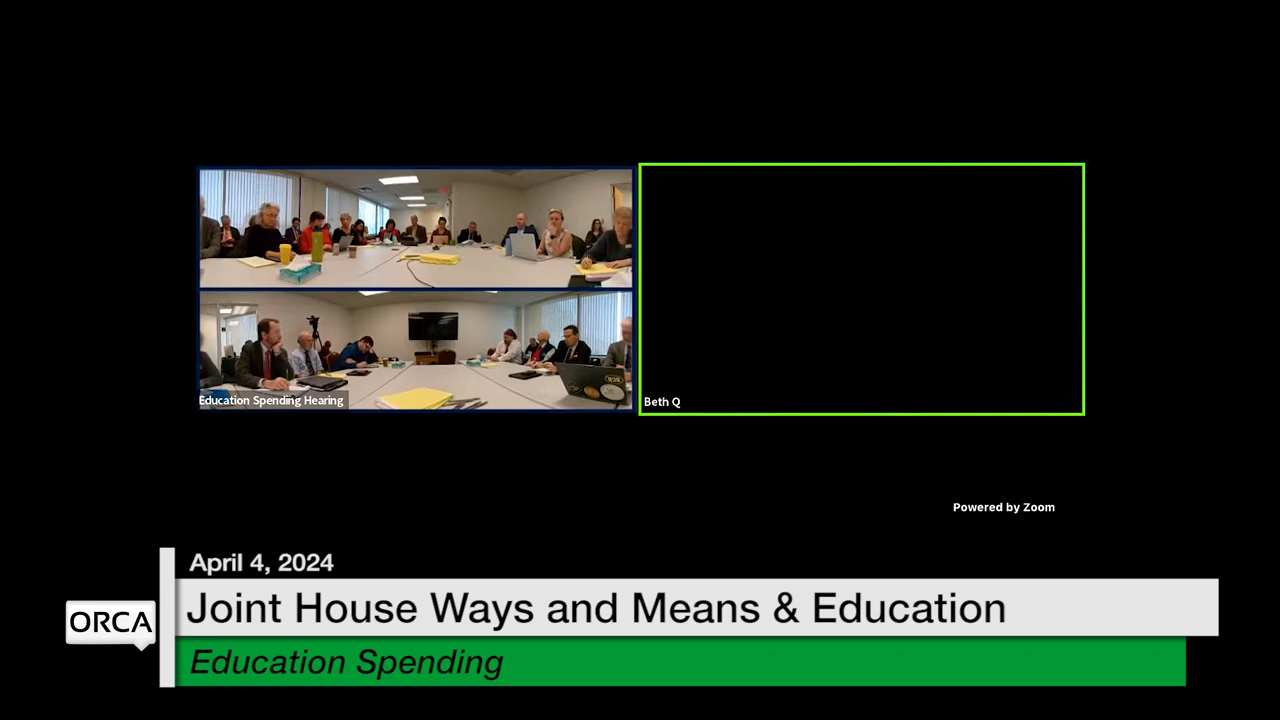 Education Spending Hearing
Beth Q
Powered by Zoom
April 4, 2024
ORCA
Joint House Ways and Means & Education
Education Spending